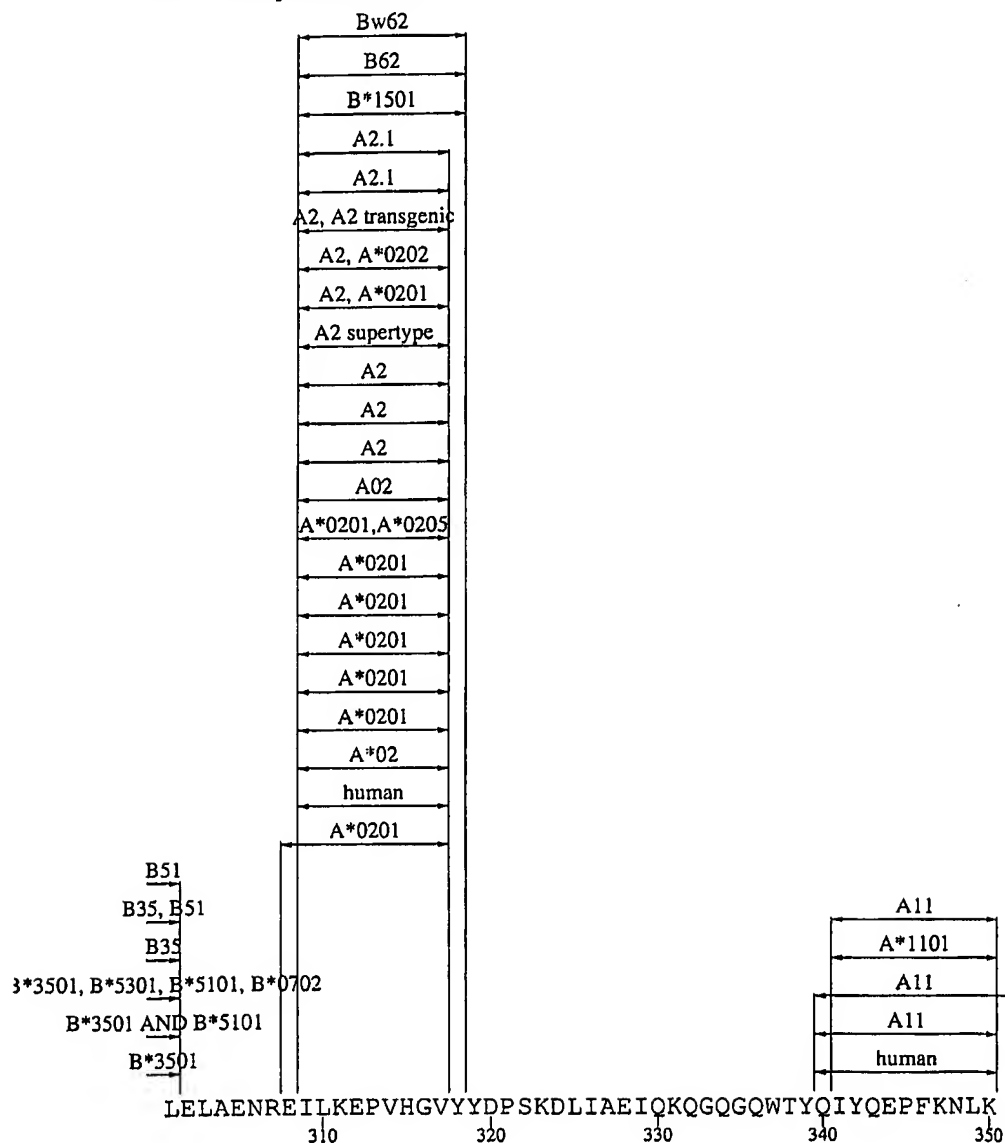 Bw62
B62
B*1501
A2.1
A2.1
A2, A2 transgenic
A2, A*0202
A2, A*0201
A2 supertype
A2
A2
A2
A02
A*0201,A*0205
A*0201
A*0201
A*0201
A*0201
A*0201
A*02
human
A*0201
B51
B35, B51
A11
B35
A*1101
B*5301, B*5101, B*0702
A11
B*3501 AND B*5101
A11
B*3501
human
LELAENREILKEPVHGVYYDPSKDLIAEIQKQGQGQWTYQIYQEPFKNLK
310 320 330 340 350